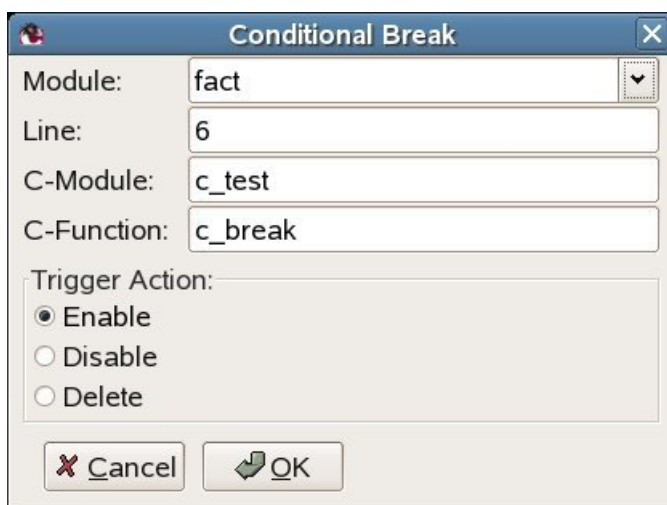 Conditional Break
Module: fact
Line: 6
C-Module: c_test
C-Function: c_break
Trigger Action:
Enable
Disable
Delete
Cancel OK